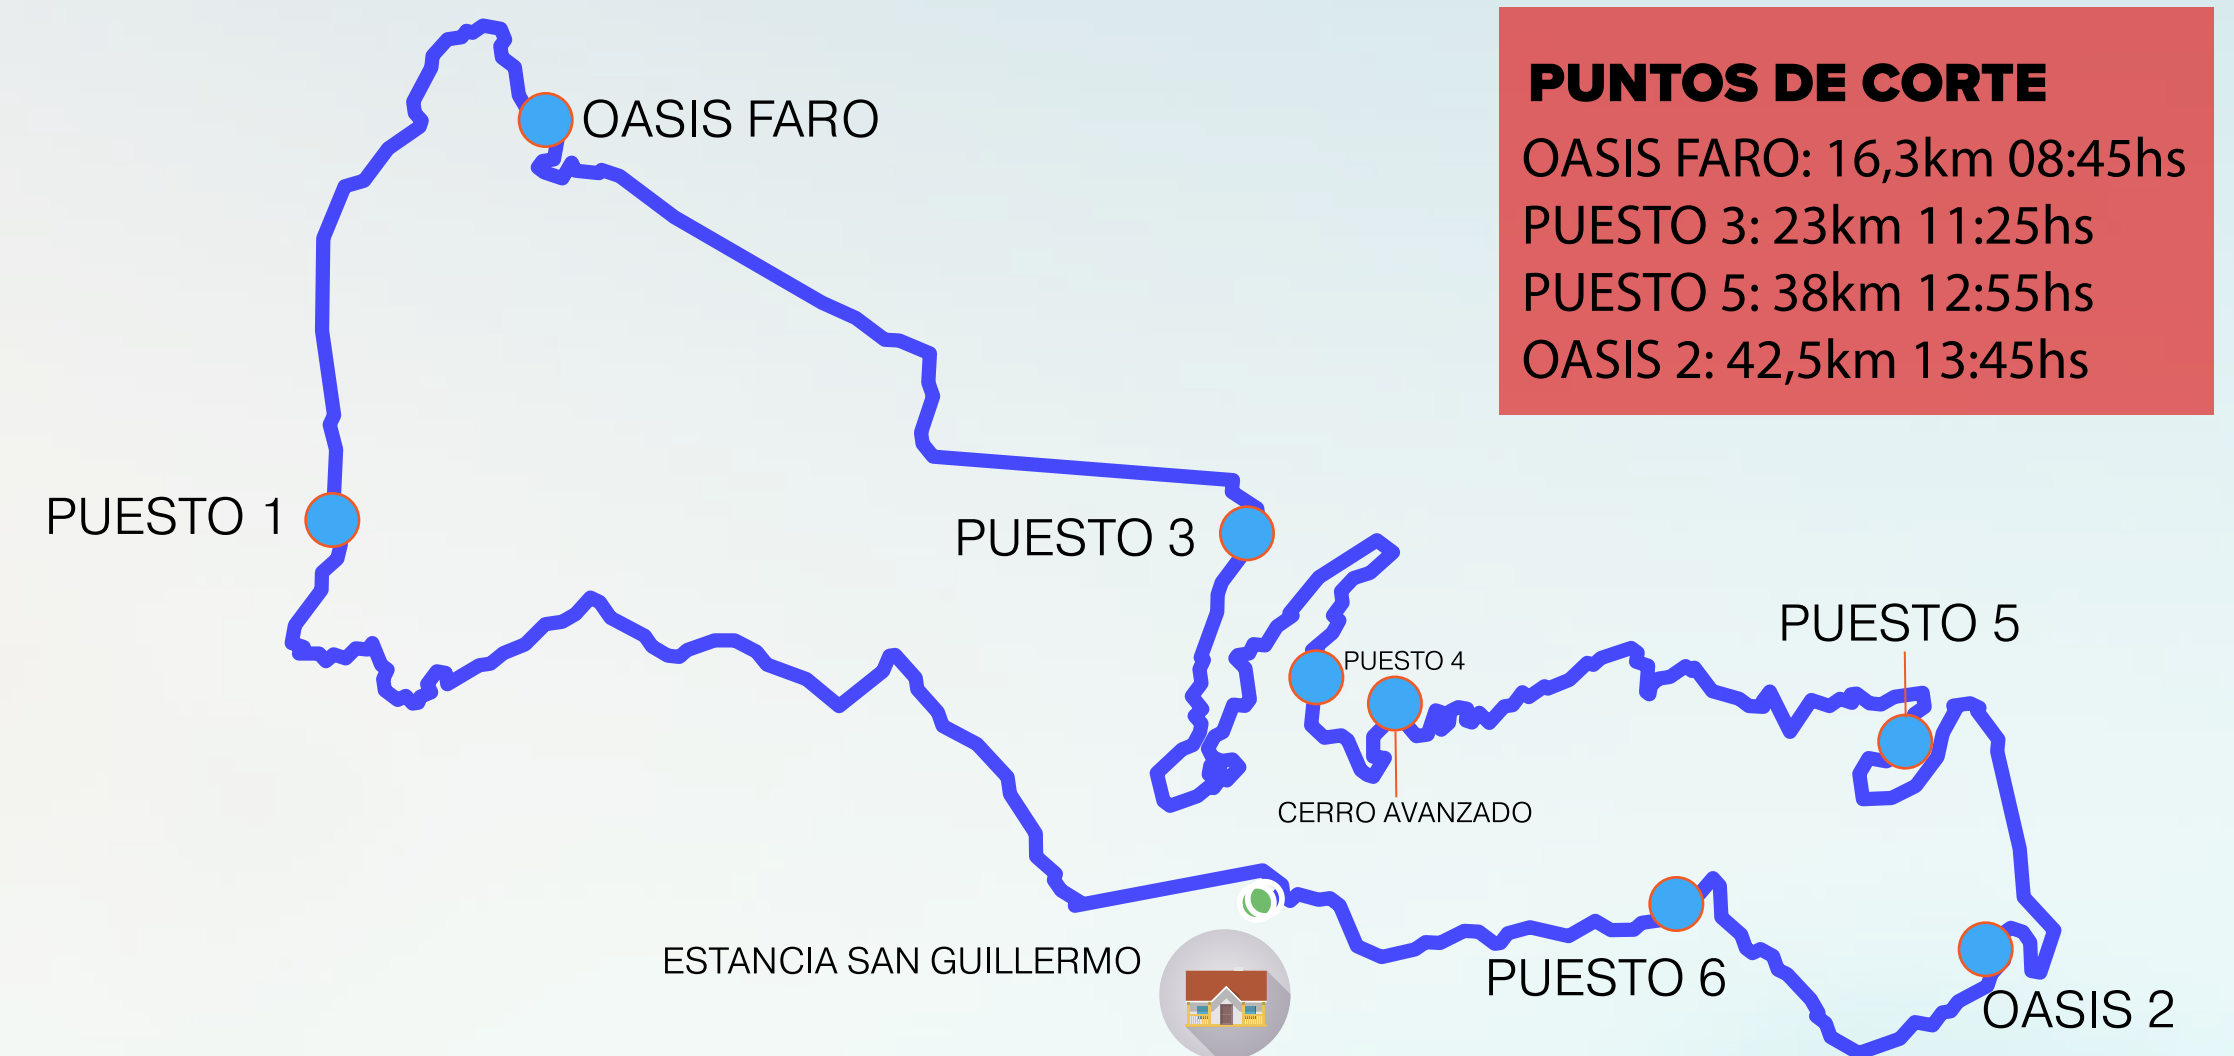 OASIS FARO
PUNTOS DE CORTE
OASIS FARO: 16,3km 08:45hs
PUESTO 3: 23km 11:25hs
PUESTO 5: 38km 12:55hs
OASIS 2: 42,5km 13:45hs
PUESTO 1
PUESTO 3
PUESTO 5
PUESTO 4
CERRO AVANZADO
ESTANCIA SAN GUILLERMO
PUESTO 6
OASIS 2